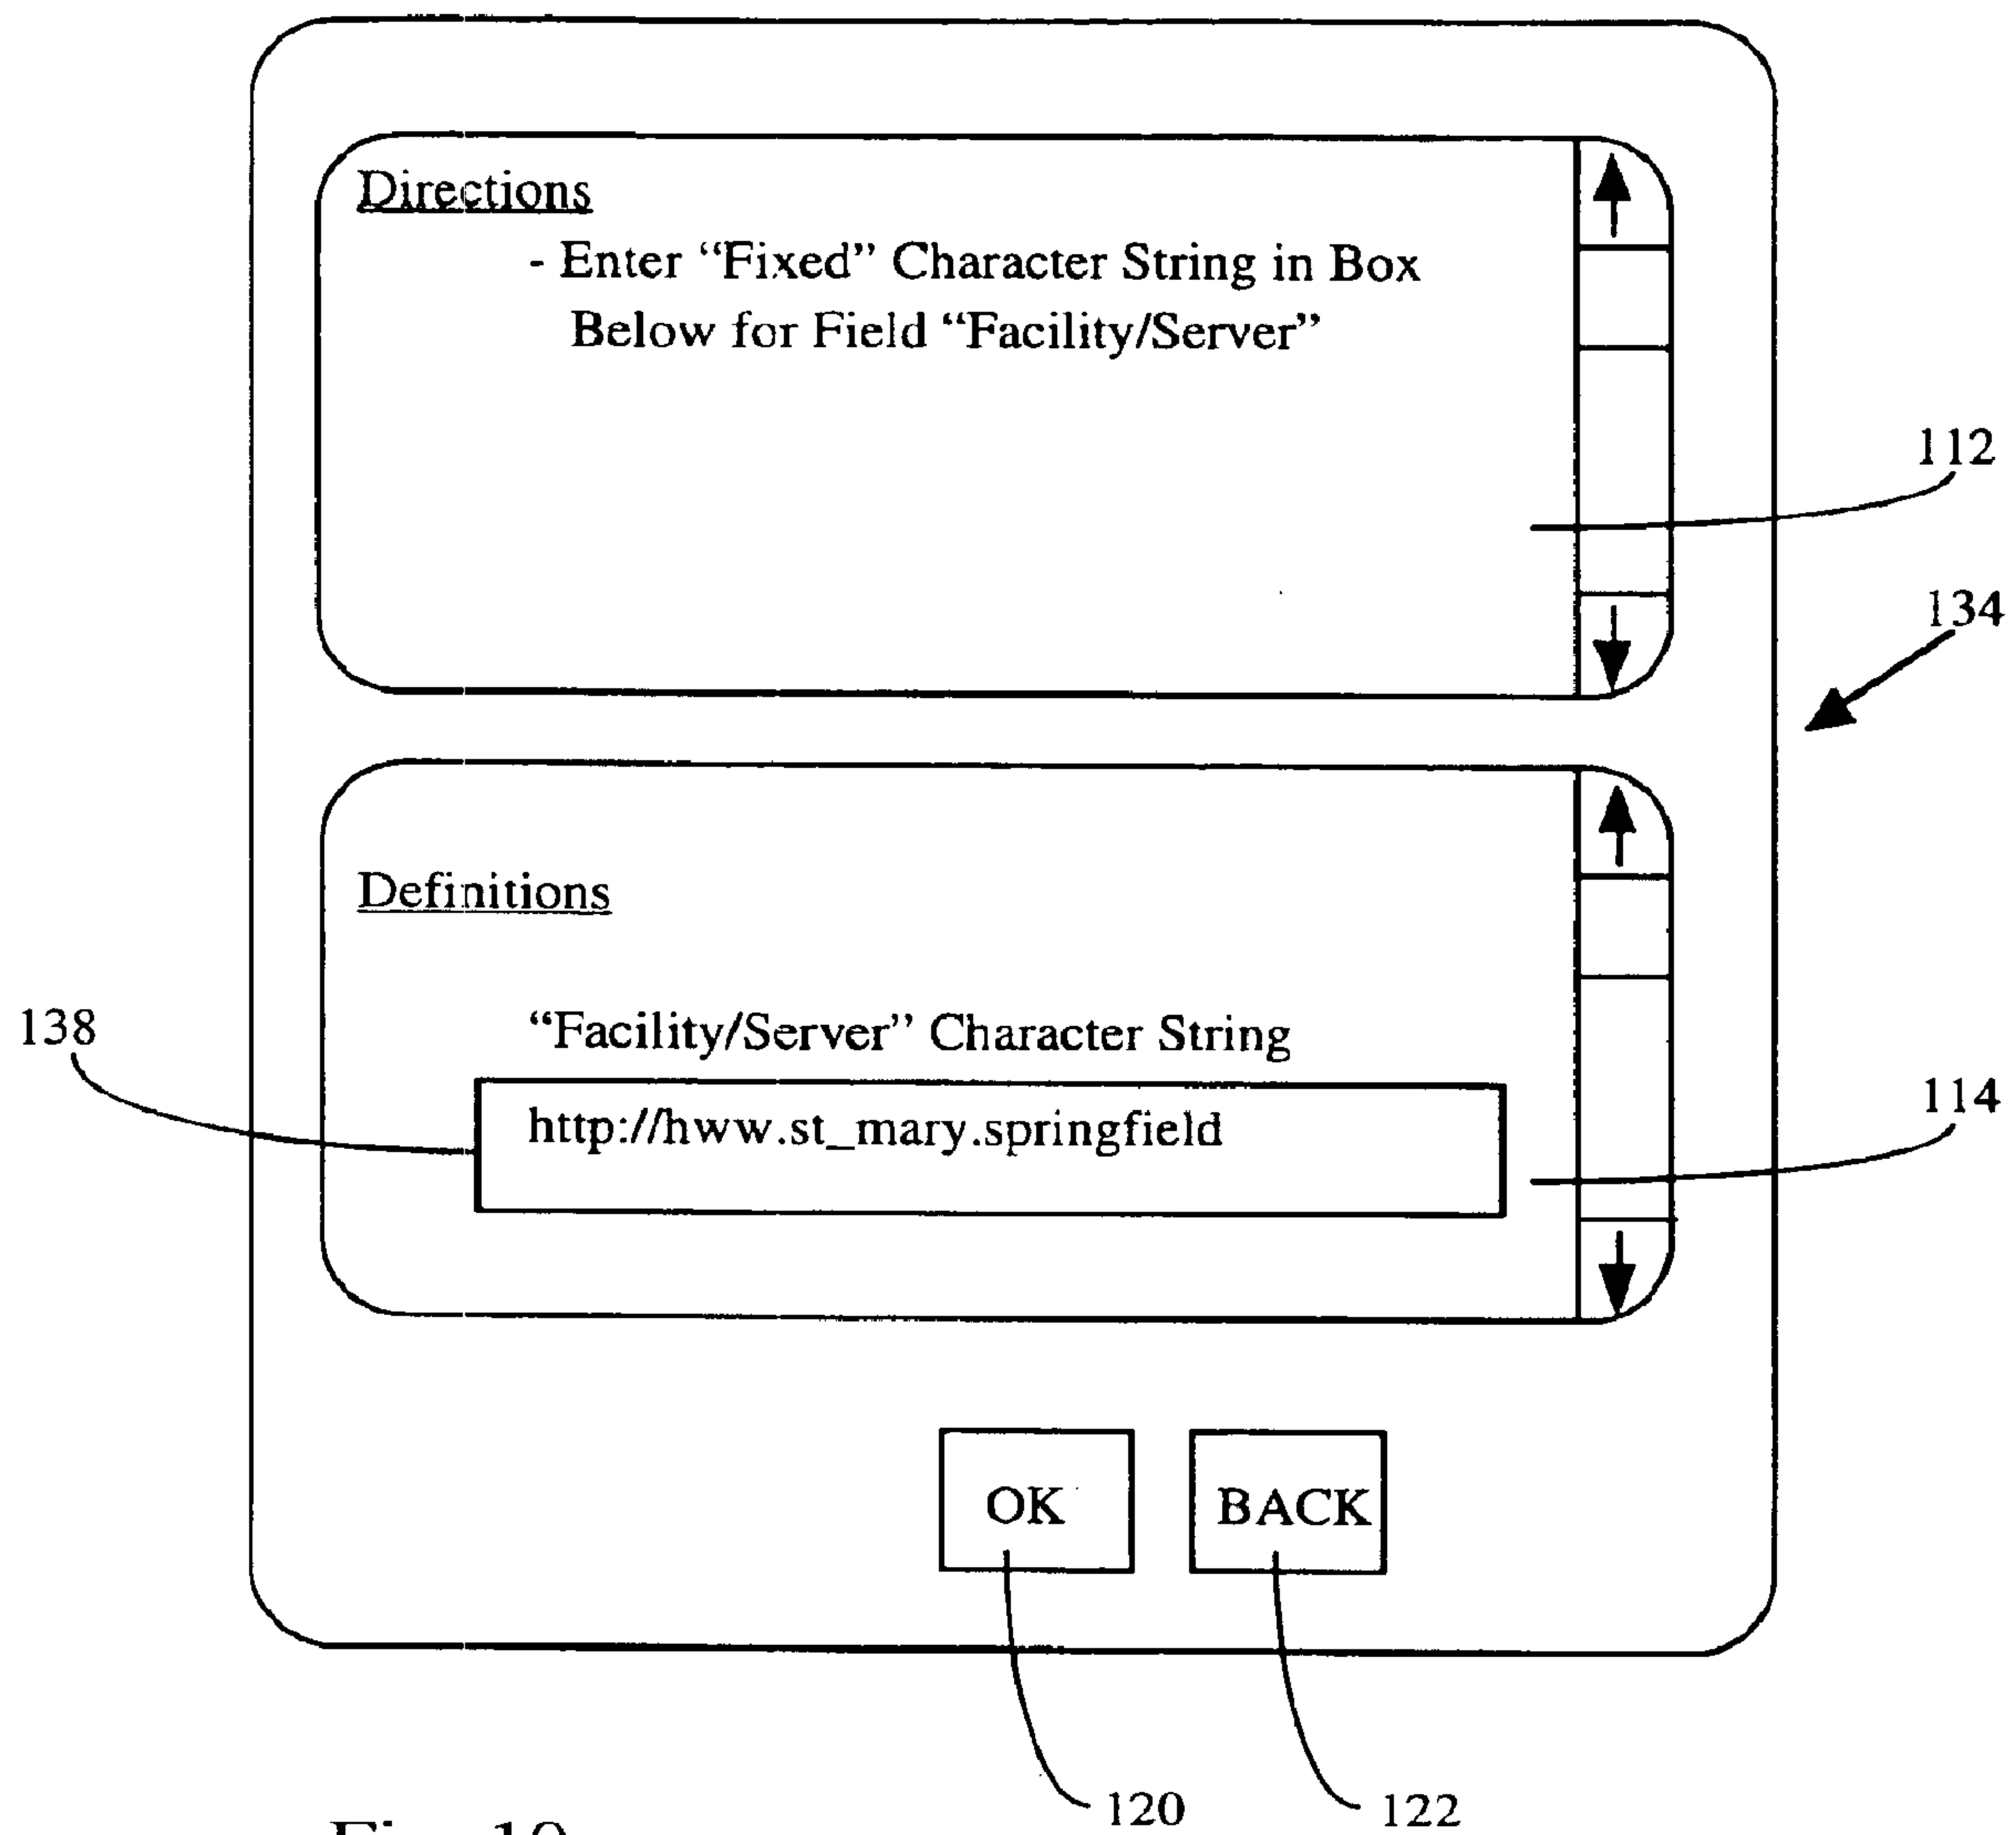 Directions
- Enter “Fixed” Character String in Box
Below for Field “Facility/Server”
112
134
Definitions
138
“Facility/Server” Character String
http://hww.st_mary.springfield
114
OK
BACK
120
122